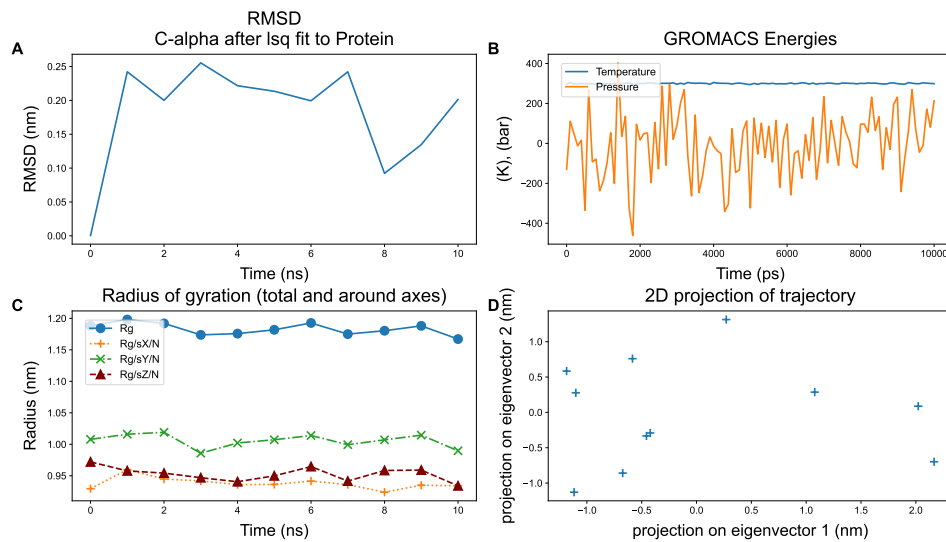 A
RMSD
C-alpha after lsq fit to Protein
RMSD (nm)
0.25
0.20
0.15
0.10
0.05
0.00
0
2
4
6
8
10
Time (ns)
B
GROMACS Energies
(K), (bar)
400
200
0
−200
−400
Temperature
Pressure
0
2000
4000
6000
8000
10000
Time (ps)
C
Radius of gyration (total and around axes)
Radius (nm)
1.20
1.15
1.10
1.05
1.00
0.95
Rg
Rg/sX/N
Rg/sY/N
Rg/sZ/N
0
2
4
6
8
10
Time (ns)
D
2D projection of trajectory
projection on eigenvector 2 (nm)
1.0
0.5
0.0
−0.5
−1.0
−1.0
−0.5
0.0
0.5
1.0
1.5
2.0
projection on eigenvector 1 (nm)